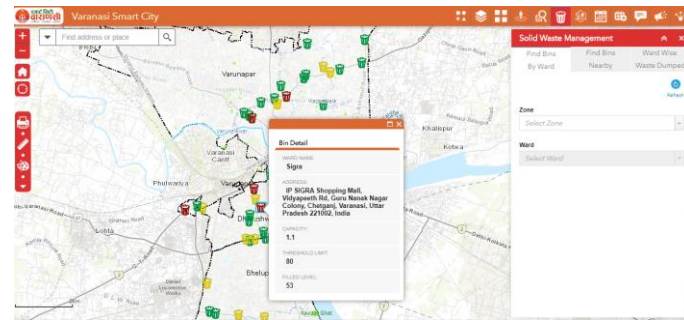 वाराणसी
Varanasi Smart City
Find address or place
Solid Waste Management
Find Bins
By Ward
Find Bins
Nearby
Ward Wise
Waste Dumped
Refresh
Zone
Select Zone
Ward
Select Ward
Varunapar
Khalispur
Kotwa
Varanasi
Cantt
Phulwariya
Lohta
Bhelup
Bin Detail
WARD NAME:
Sigra
ADDRESS:
IP SIGRA Shopping Mall,
Vidyapeeth Rd, Guru Nanak Nagar
Colony, Chetganj, Varanasi, Uttar
Pradesh 221002, India
CAPACITY:
1.1
THRESHOLD LIMIT:
80
FILLED LEVEL:
53